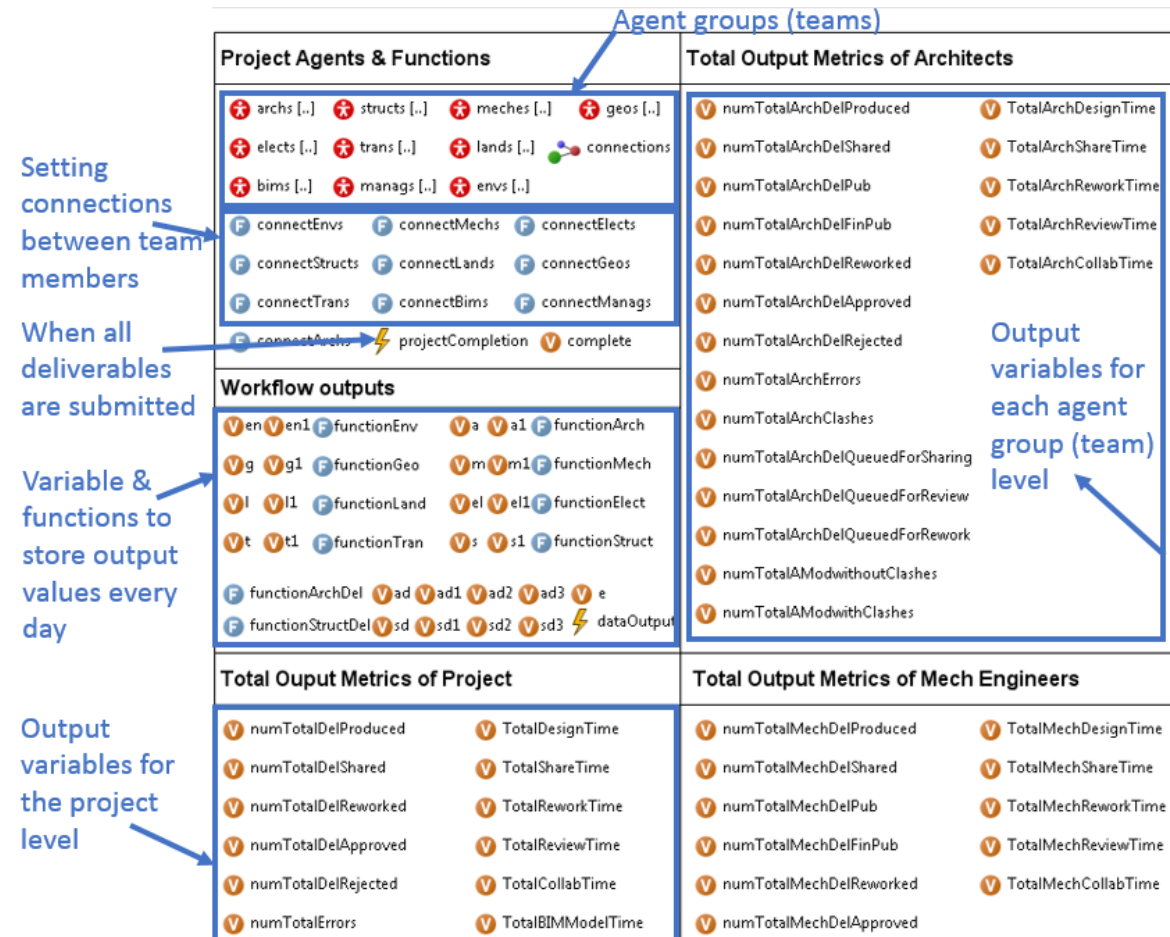 Agent groups (teams)
Project Agents & Functions
archs [..] structs [..] meches [..] geos [..]
elects [..] trans [..] lands [..] connections
bims [..] manags [..] envs [..]
Setting
connections
between team
members
F connectEnvs F connectMechs F connectElects
F connectStructs F connectLands F connectGeos
F connectTrans F connectBims F connectManags
When all
deliverables
are submitted
F connectArchs projectCompletion V complete
Workflow outputs
V en V en1 F functionEnv V a V a1 F functionArch
V g V g1 F functionGeo V m V m1 F functionMech
V l V l1 F functionLand V el V el1 F functionElect
V t V t1 F functionTran V s V s1 F functionStruct
F functionArchDel V ad V ad1 V ad2 V ad3 V e
F functionStructDel V sd V sd1 V sd2 V sd3 dataOutput
Variable &
functions to
store output
values every
day
Total Output Metrics of Architects
V numTotalArchDelProduced V TotalArchDesignTime
V numTotalArchDelShared V TotalArchShareTime
V numTotalArchDelPub V TotalArchReworkTime
V numTotalArchDelFinPub V TotalArchReviewTime
V numTotalArchDelReworked V TotalArchCollabTime
V numTotalArchDelApproved
V numTotalArchDelRejected
V numTotalArchErrors
V numTotalArchClashes
V numTotalArchDelQueuedForSharing
V numTotalArchDelQueuedForReview
V numTotalArchDelQueuedForRework
V numTotalAModwithoutClashes
V numTotalAModwithClashes
Output
variables for
each agent
group (team)
level
Total Ouput Metrics of Project
V numTotalDelProduced V TotalDesignTime
V numTotalDelShared V TotalShareTime
V numTotalDelReworked V TotalReworkTime
V numTotalDelApproved V TotalReviewTime
V numTotalDelRejected V TotalCollabTime
V numTotalErrors V TotalBIMModelTime
Output
variables for
the project
level
Total Output Metrics of Mech Engineers
V numTotalMechDelProduced V TotalMechDesignTime
V numTotalMechDelShared V TotalMechShareTime
V numTotalMechDelPub V TotalMechReworkTime
V numTotalMechDelFinPub V TotalMechReviewTime
V numTotalMechDelReworked V TotalMechCollabTime
V numTotalMechDelApproved